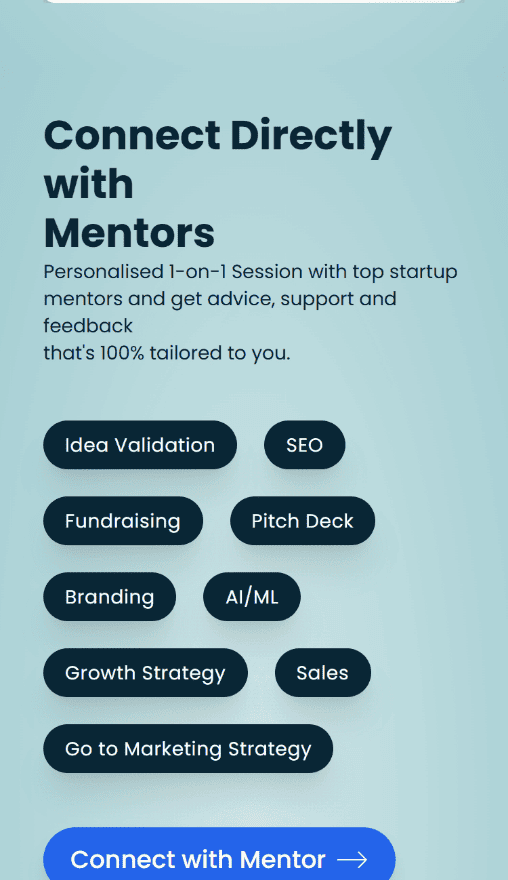 Connect Directly
with
Mentors
Personalised 1-on-1 Session with top startup
mentors and get advice, support and
feedback
that's 100% tailored to you.
Idea Validation
SEO
Fundraising
Pitch Deck
Branding
AI/ML
Growth Strategy
Sales
Go to Marketing Strategy
Connect with Mentor